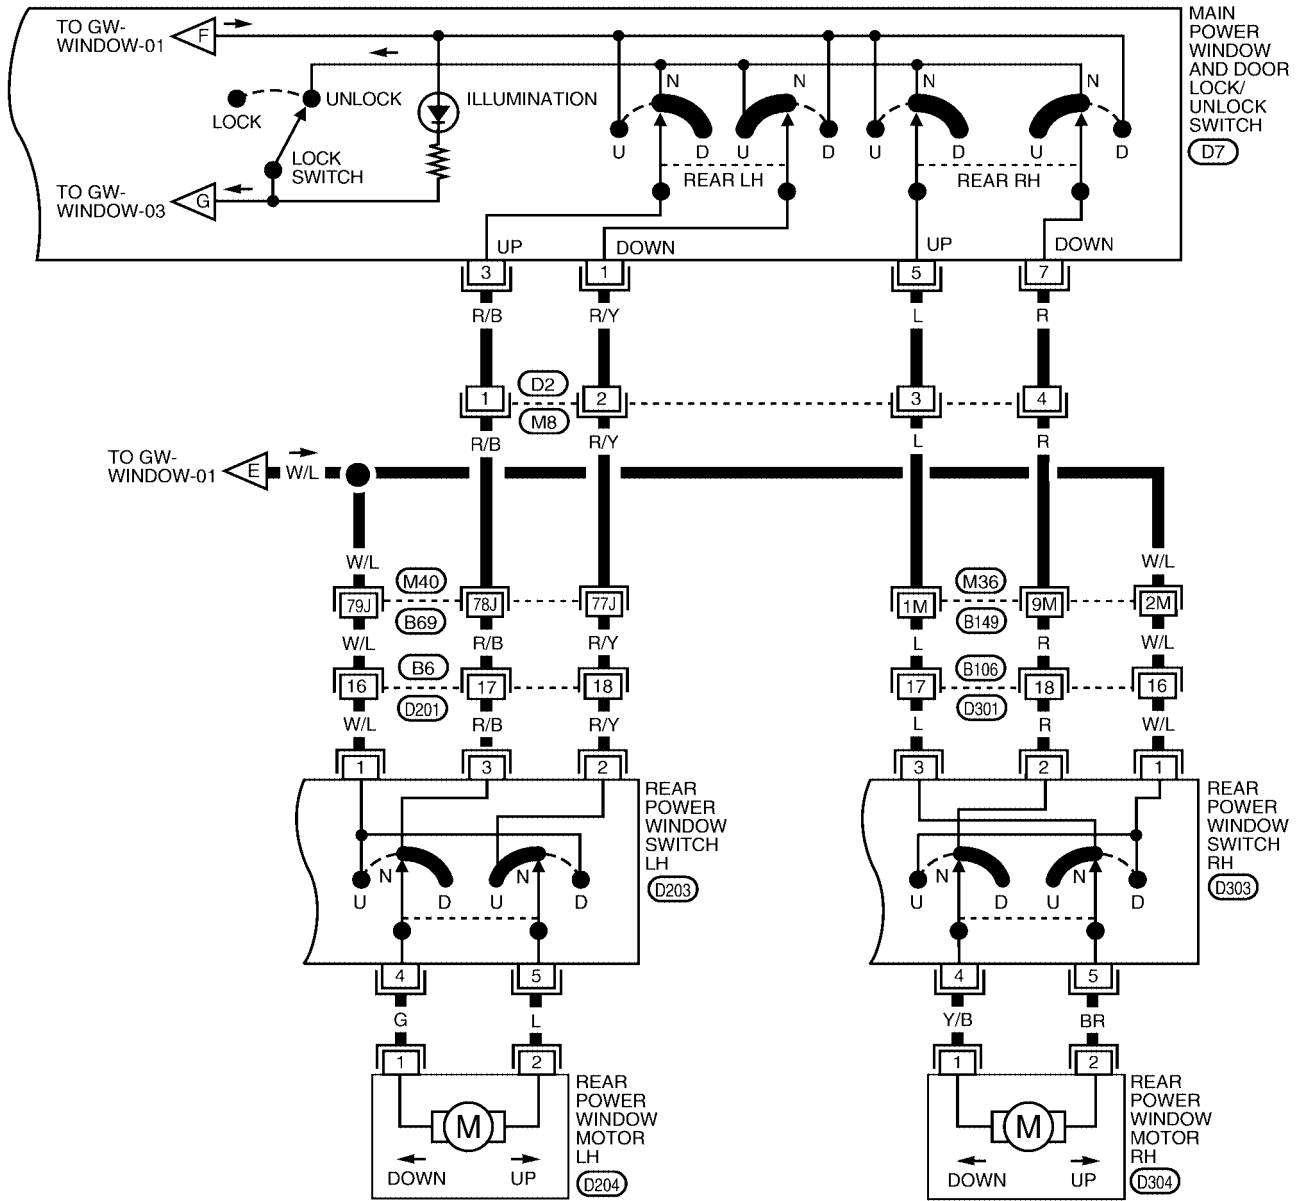 TO GW-
WINDOW-01
F
MAIN
POWER
WINDOW
AND DOOR
LOCK/
UNLOCK
SWITCH
D7
LOCK
UNLOCK
ILLUMINATION
N
N
N
N
U
D
U
D
U
D
U
D
LOCK
SWITCH
REAR LH
REAR RH
TO GW-
WINDOW-03
G
UP
DOWN
UP
DOWN
3
1
5
7
R/B
R/Y
L
R
D2
1
2
3
4
M8
R/B
R/Y
L
R
TO GW-
WINDOW-01
E
W/L
W/L
W/L
M40
M36
79J
78J
77J
1M
9M
2M
B69
B149
W/L
R/B
R/Y
L
R
W/L
B6
B106
16
17
18
17
18
16
D201
D301
W/L
R/B
R/Y
L
R
W/L
1
3
2
3
2
1
REAR
POWER
WINDOW
SWITCH
LH
D203
REAR
POWER
WINDOW
SWITCH
RH
D303
N
N
N
N
U
D
U
D
U
D
U
D
4
5
4
5
G
L
Y/B
BR
1
2
1
2
M
DOWN
UP
REAR
POWER
WINDOW
MOTOR
LH
D204
M
DOWN
UP
REAR
POWER
WINDOW
MOTOR
RH
D304